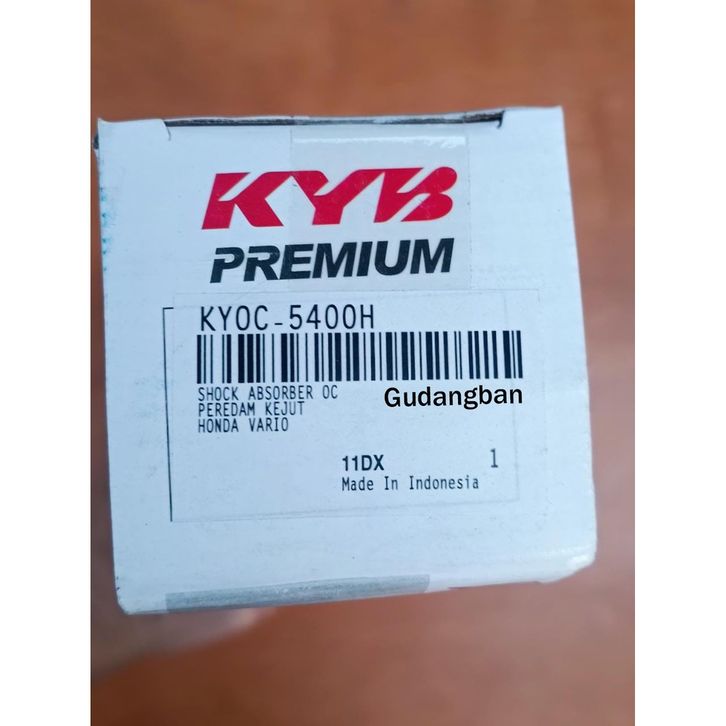 KYB
PREMIUM
KYOC-5400H
SHOCK ABSORBER OC
PEREDAM KEJUT
HONDA VARIO
Gudangban
11DX 1
Made In Indonesia